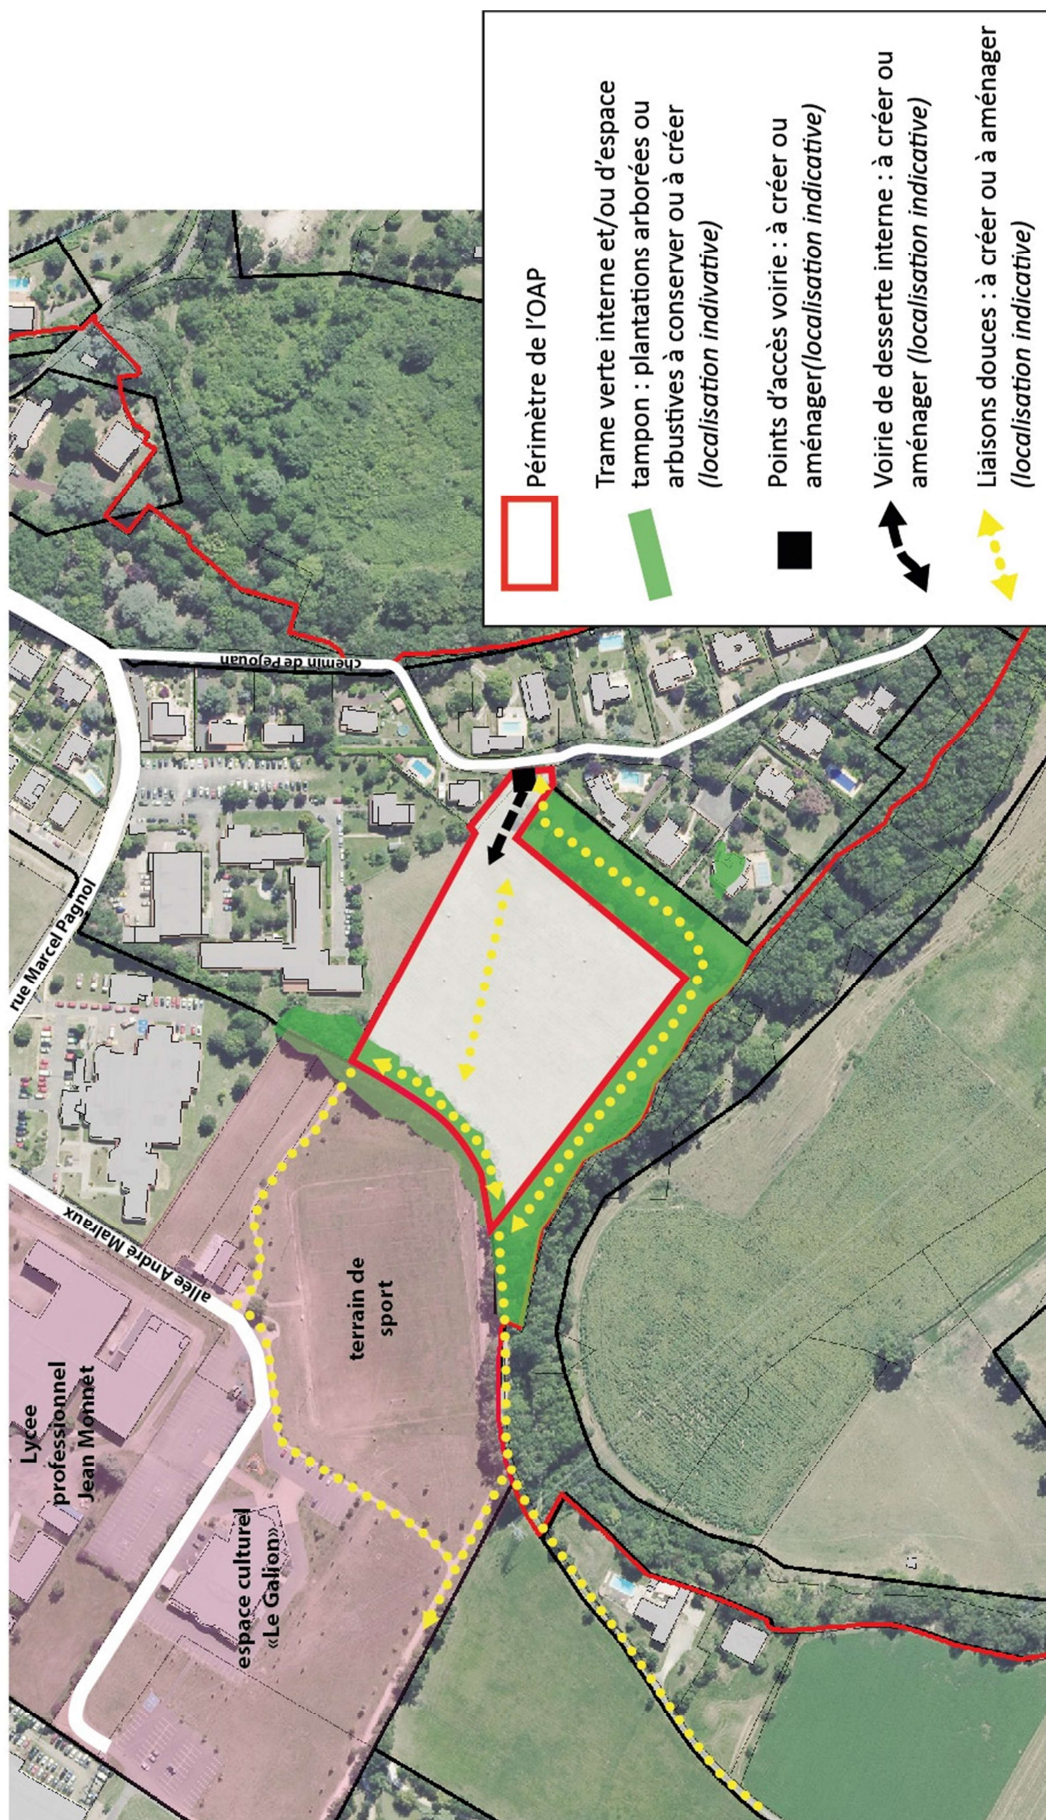 Lycee
professionnel
Jean Monnet
espace culturel
«Le Galion»
allée André Malraux
rue Marcel Pagnol
terrain de
sport
chemin de Péjouan
Périmètre de l'OAP
Trame verte interne et/ou d'espace
tampon : plantations arborées ou
arbustives à conserver ou à créer
(localisation indivative)
Points d'accès voirie : à créer ou
aménager(localisation indicative)
Voirie de desserte interne : à créer ou
aménager (localisation indicative)
Liaisons douces : à créer ou à aménager
(localisation indicative)